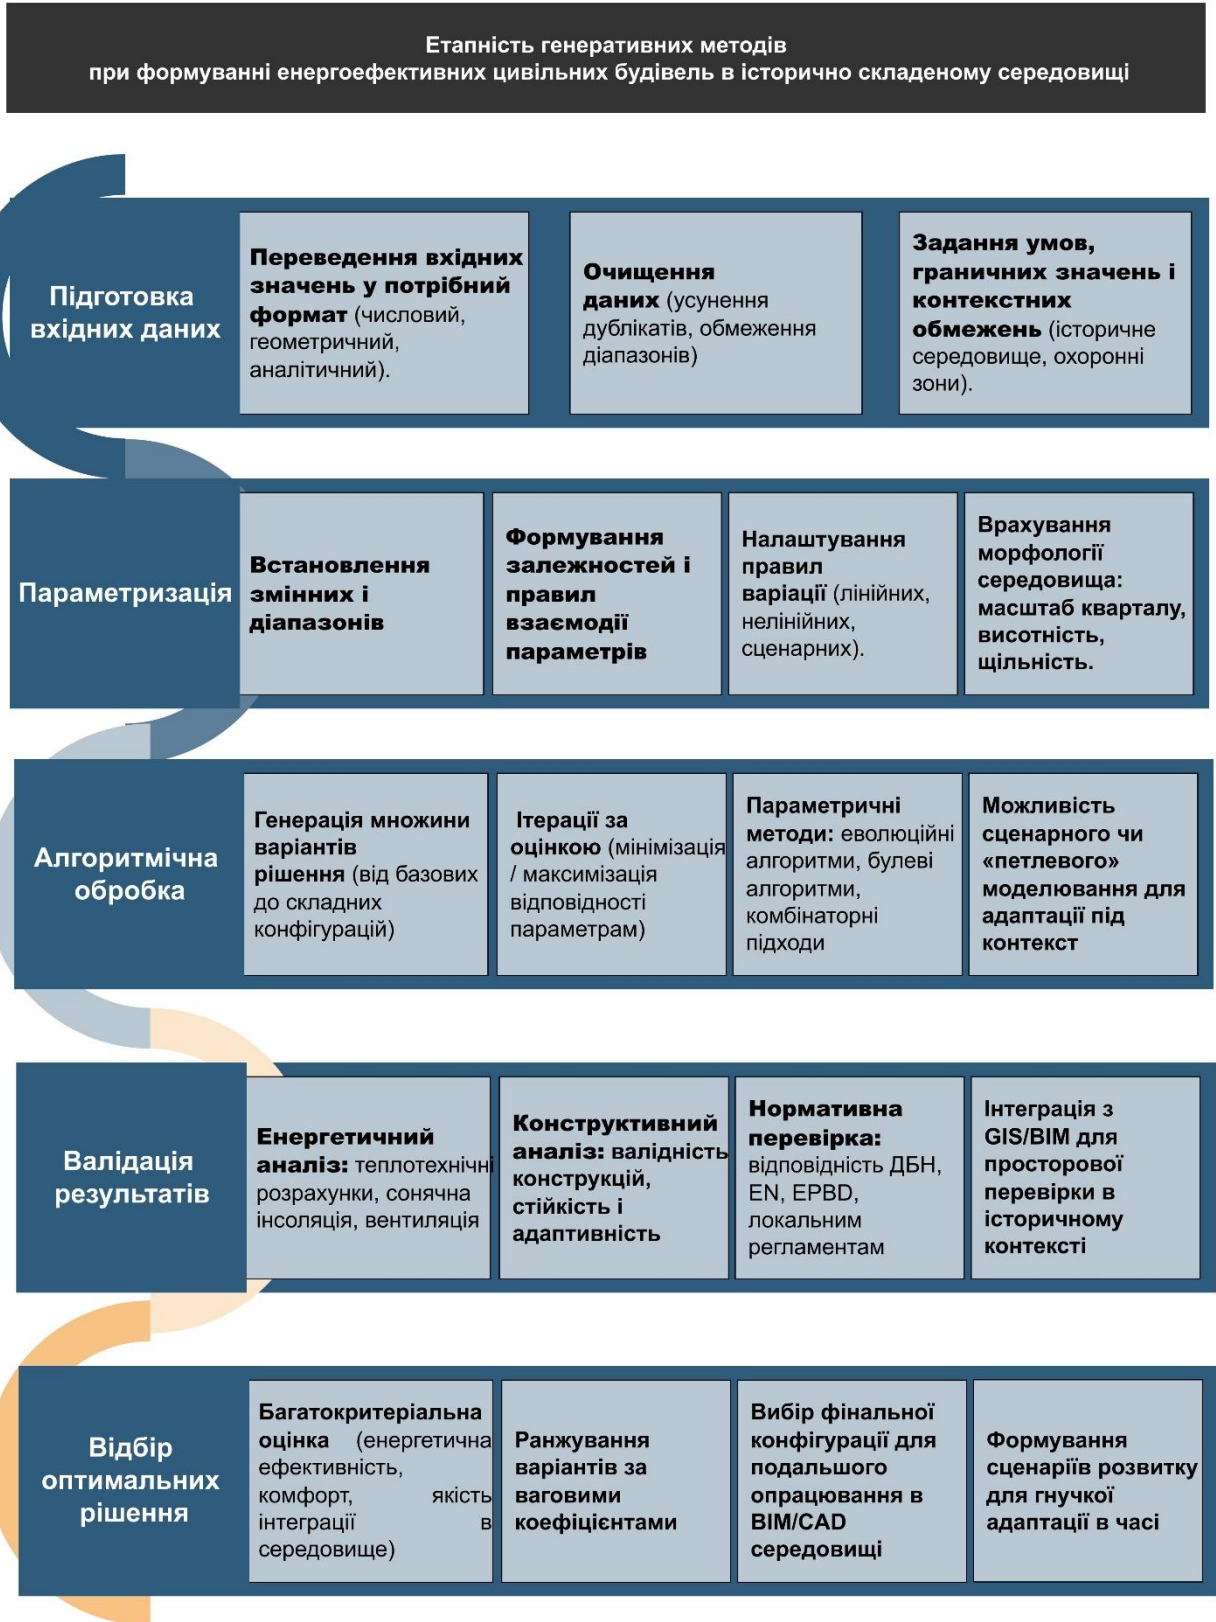 Етапність генеративних методів
при формуванні енергоефективних цивільних будівель в історично складеному середовищі
Підготовка
вхідних даних
Переведення вхідних
значень у потрібний
формат (числовий,
геометричний,
аналітичний).
Очищення
даних (усунення
дублікатів, обмеження
діапазонів)
Задання умов,
граничних значень і
контекстних
обмежень (історичне
середовище, охоронні
зони).
Параметризація
Встановлення
змінних і
діапазонів
Формування
залежностей і
правил
взаємодії
параметрів
Налаштування
правил
варіації (лінійних,
нелінійних,
сценарних).
Врахування
морфології
середовища:
масштаб кварталу,
висотність,
щільність.
Алгоритмічна
обробка
Генерація множини
варіантів
рішення (від базових
до складних
конфігурацій)
Ітерації за
оцінкою (мінімізація
/ максимізація
відповідності
параметрам)
Параметричні
методи: еволюційні
алгоритми, булеві
алгоритми,
комбінаторні
підходи
Можливість
сценарного чи
«петлевого»
моделювання для
адаптації під
контекст
Валідація
результатів
Енергетичний
аналіз: теплотехнічні
розрахунки, сонячна
інсоляція, вентиляція
Конструктивний
аналіз: валідність
конструкцій,
стійкість і
адаптивність
Нормативна
перевірка:
відповідність ДБН,
EN, EPBD,
локальним
регламентам
Інтеграція з
GIS/BIM для
просторової
перевірки в
історичному
контексті
Відбір
оптимальних
рішення
Багатокритеріальна
оцінка (енергетична
ефективність,
комфорт, якість
інтеграції в
середовище)
Ранжування
варіантів за
ваговими
коефіцієнтами
Вибір фінальної
конфігурації для
подальшого
опрацювання в
BIM/CAD
середовищі
Формування
сценаріїв розвитку
для гнучкої
адаптації в часі